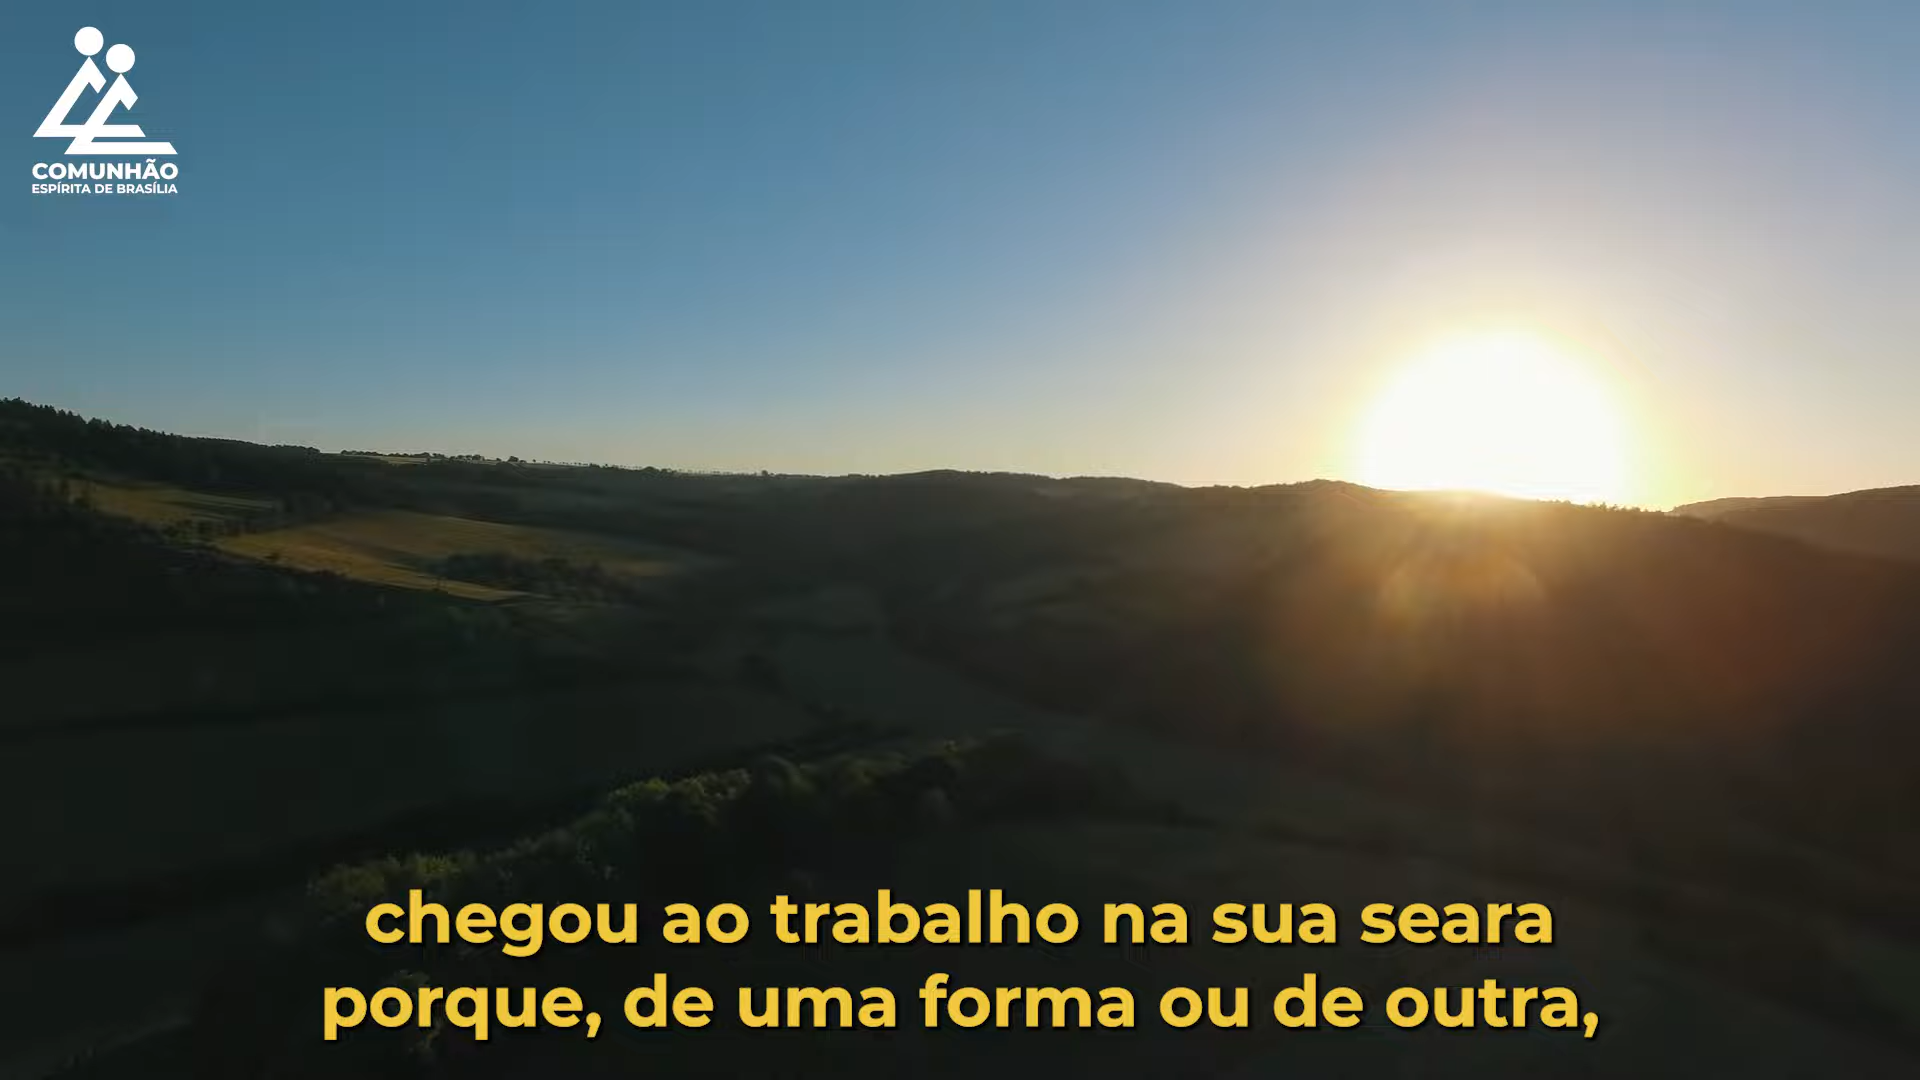 COMUNHÃO
ESPÍRITA DE BRASÍLIA
chegou ao trabalho na sua seara
porque, de uma forma ou de outra,